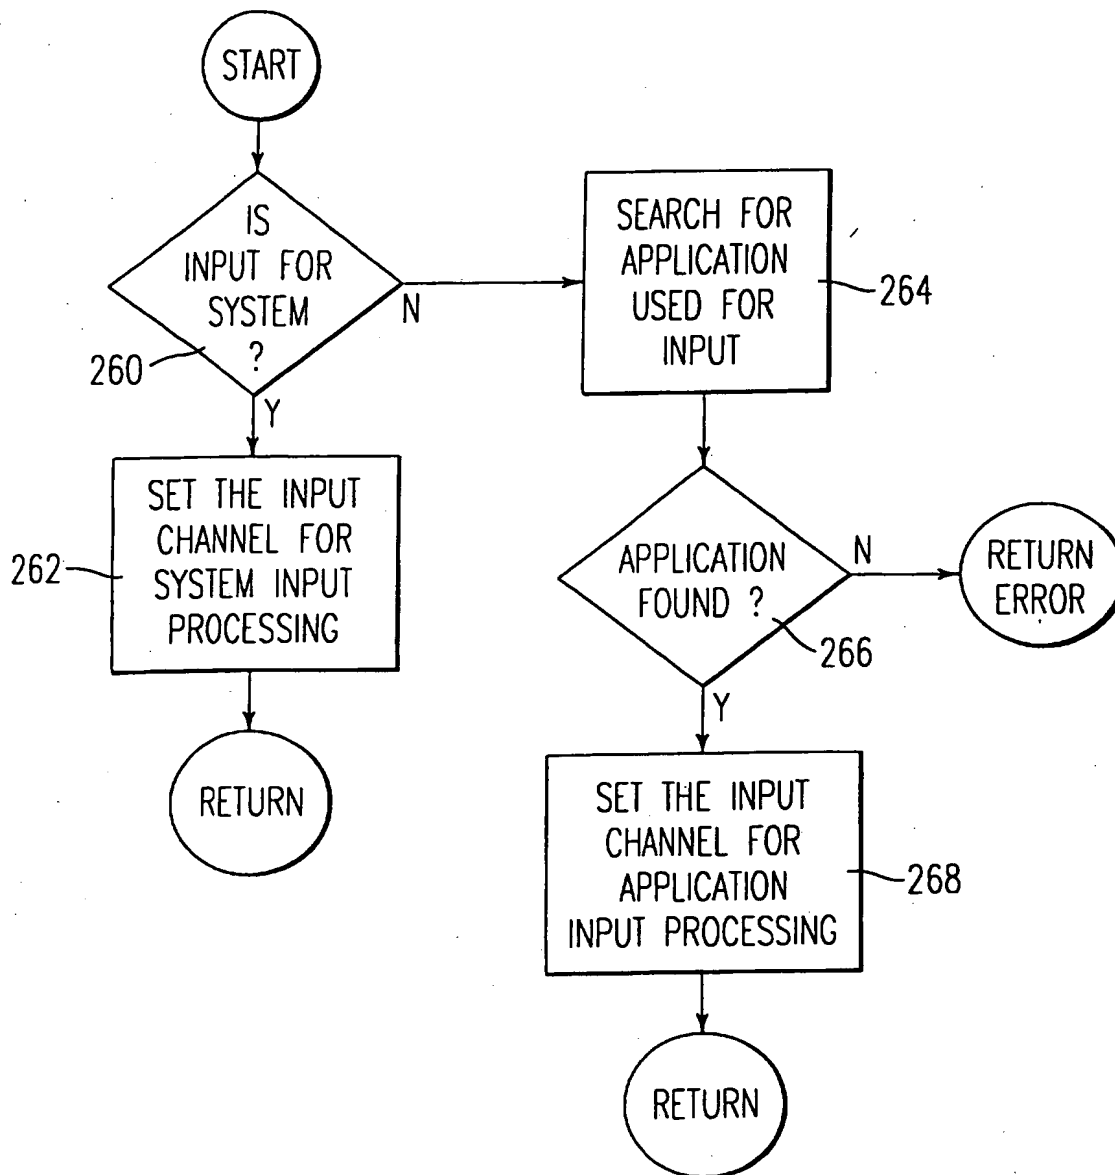 START
IS
INPUT FOR
SYSTEM
?
260
N
Y
SEARCH FOR
APPLICATION
USED FOR
INPUT
264
SET THE INPUT
CHANNEL FOR
SYSTEM INPUT
PROCESSING
262
RETURN
APPLICATION
FOUND ?
266
N
RETURN
ERROR
Y
SET THE INPUT
CHANNEL FOR
APPLICATION
INPUT PROCESSING
268
RETURN